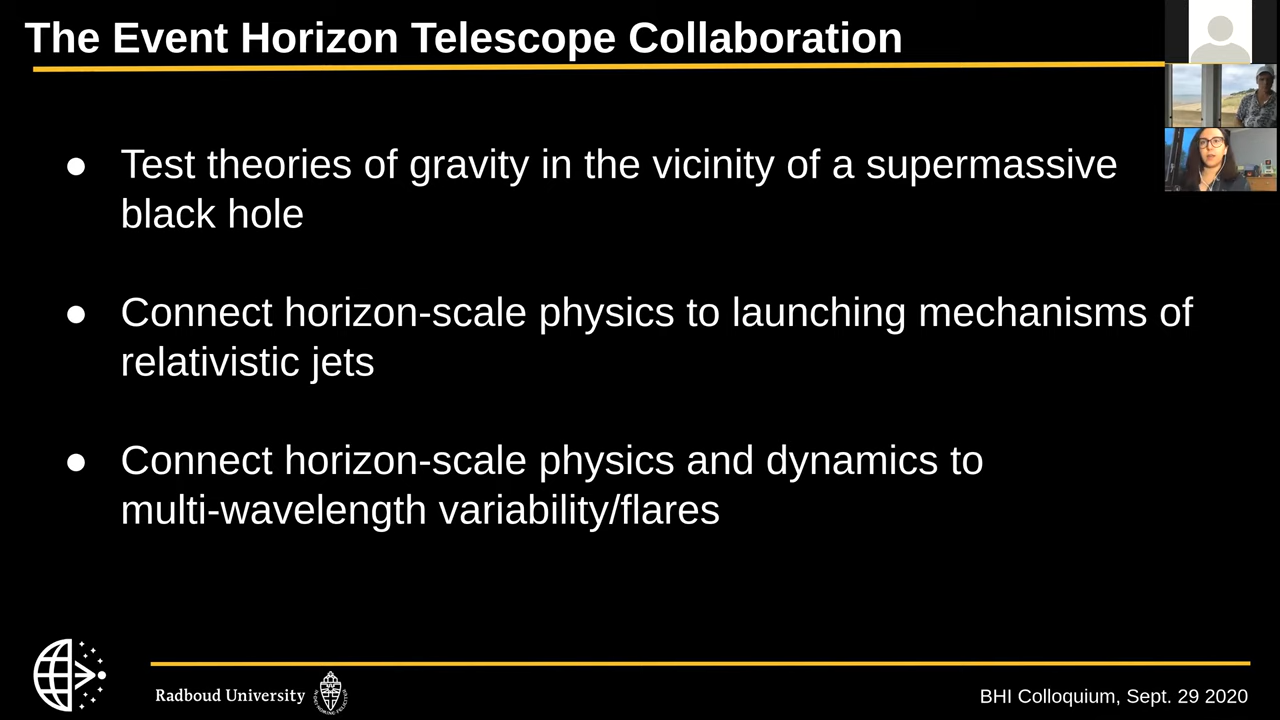 The Event Horizon Telescope Collaboration
● Test theories of gravity in the vicinity of a supermassive
black hole
● Connect horizon-scale physics to launching mechanisms of
relativistic jets
● Connect horizon-scale physics and dynamics to
multi-wavelength variability/flares
Radboud University
BHI Colloquium, Sept. 29 2020